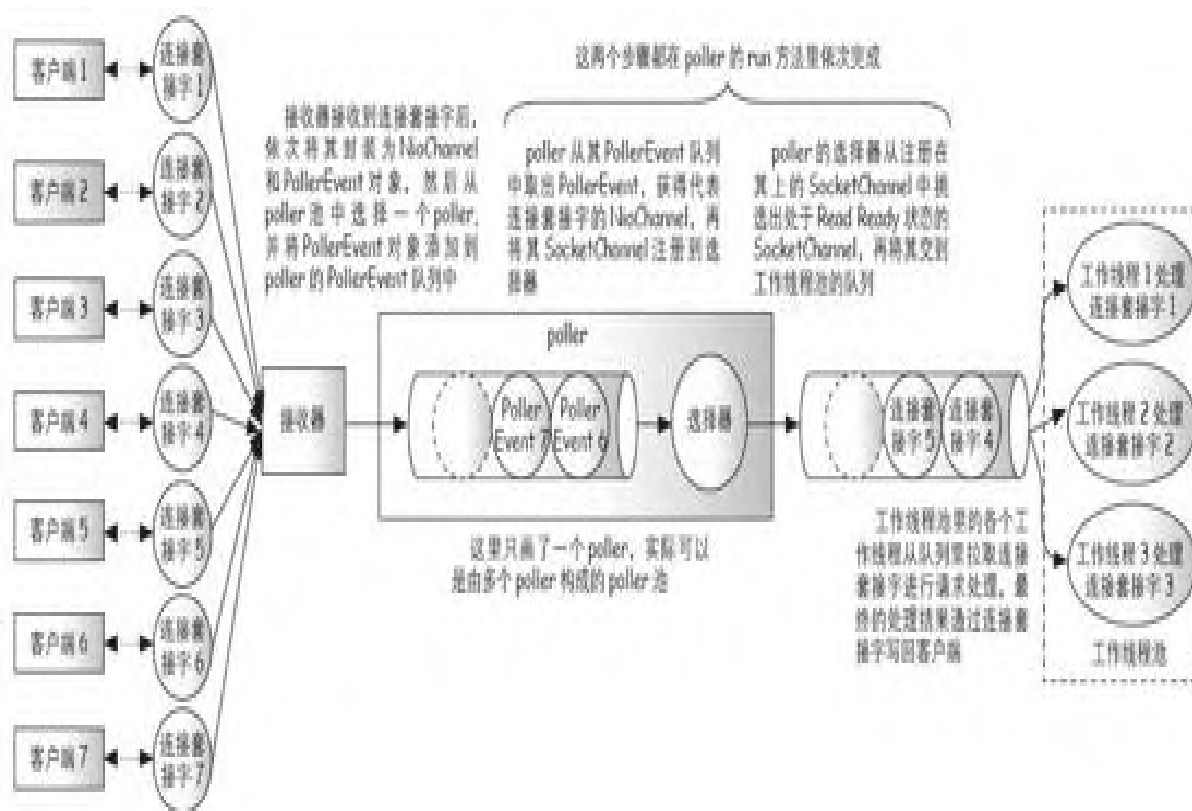 客户端1
连接套
接字1
客户端2
连接套
接字2
客户端3
连接套
接字3
客户端4
连接套
接字4
客户端5
连接套
接字5
客户端6
连接套
接字6
客户端7
连接套
接字7
接收器接收到连接套接字后,
依次将其封装为NioChannel
和PollerEvent对象, 然后从
poller池中选择一个poller,
并将PollerEvent对象添加到
poller的PollerEvent队列中
接收器
这两个步骤都在poller的run方法里依次完成
poller从其PollerEvent队列
中取出PollerEvent, 获得代表
连接套接字的NioChannel, 再
将其SocketChannel注册到选
择器
poller的选择器从注册在
其上的SocketChannel中挑
选出处于Read Ready状态的
SocketChannel, 再将其交到
工作线程池的队列
poller
Poller
Event 7
Poller
Event 6
选择器
这里只画了一个poller, 实际可以
是由多个poller构成的poller池
连接套
接字5
连接套
接字4
工作线程池里的各个工
作线程从队列里拉取连接
套接字进行请求处理, 最
终的处理结果通过连接套
接字写回客户端
工作线程1处理
连接套接字1
工作线程2处理
连接套接字2
工作线程3处理
连接套接字3
工作线程池